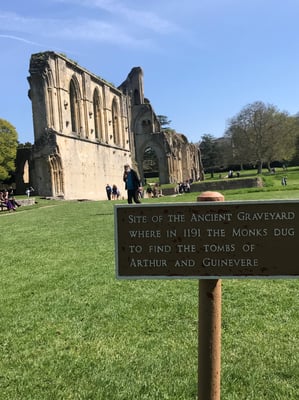 Site of the Ancient Graveyard
where in 1191 the Monks dug
to find the tombs of
Arthur and Guinevere